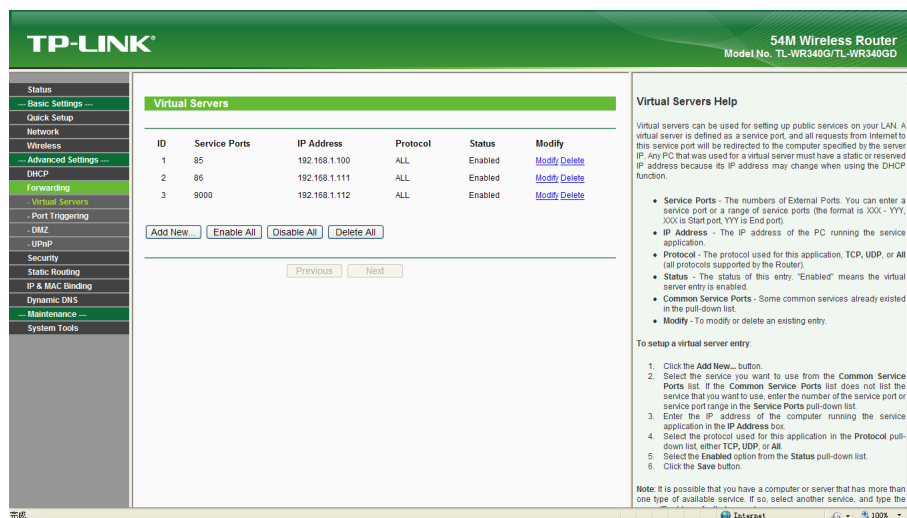 TP-LINK®
54M Wireless Router
Model No. TL-WR340G/TL-WR340GD
Status
--- Basic Settings ---
Quick Setup
Network
Wireless
--- Advanced Settings ---
DHCP
Forwarding
- Virtual Servers
- Port Triggering
- DMZ
- UPnP
Security
Static Routing
IP & MAC Binding
Dynamic DNS
--- Maintenance ---
System Tools
Virtual Servers
ID Service Ports IP Address Protocol Status Modify
1 85 192.168.1.100 ALL Enabled Modify Delete
2 86 192.168.1.111 ALL Enabled Modify Delete
3 9000 192.168.1.112 ALL Enabled Modify Delete
Add New... Enable All Disable All Delete All
Previous Next
Virtual Servers Help
Virtual servers can be used for setting up public services on your LAN. A
virtual server is defined as a service port, and all requests from Internet to
this service port will be redirected to the computer specified by the server
IP. Any PC that was used for a virtual server must have a static or reserved
IP address because its IP address may change when using the DHCP
function.
• Service Ports - The numbers of External Ports. You can enter a
service port or a range of service ports (the format is XXX - YYY,
XXX is Start port, YYY is End port).
• IP Address - The IP address of the PC running the service
application.
• Protocol - The protocol used for this application, TCP, UDP, or All
(all protocols supported by the Router).
• Status - The status of this entry. "Enabled" means the virtual
server entry is enabled.
• Common Service Ports - Some common services already existed
in the pull-down list.
• Modify - To modify or delete an existing entry.
To setup a virtual server entry:
1. Click the Add New... button.
2. Select the service you want to use from the Common Service
Ports list. If the Common Service Ports list does not list the
service that you want to use, enter the number of the service port or
service port range in the Service Ports pull-down list.
3. Enter the IP address of the computer running the service
application in the IP Address box.
4. Select the protocol used for this application in the Protocol pull-
down list, either TCP, UDP, or All.
5. Select the Enabled option from the Status pull-down list.
6. Click the Save button.
Note: It is possible that you have a computer or server that has more than
one type of available service. If so, select another service, and type the
完成
Internet
100%